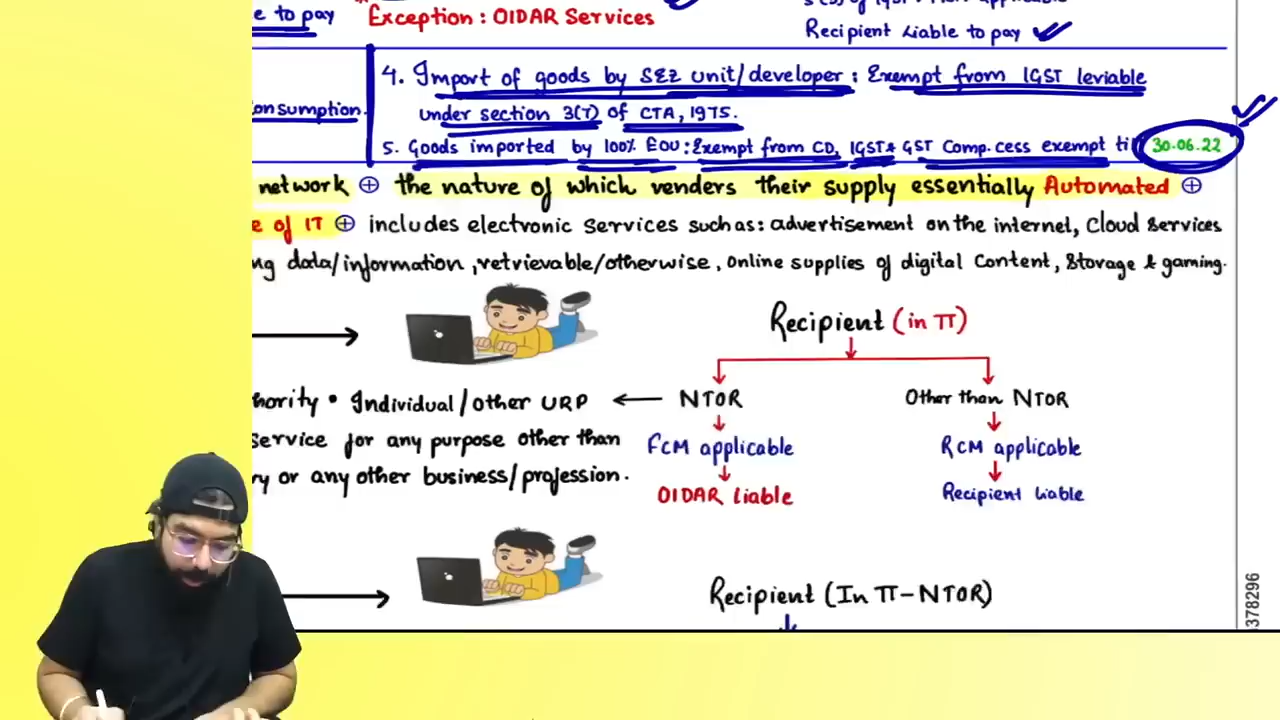 e to pay
Exception : OIDAR Services
Recipient Liable to pay
4. Import of goods by SEZ unit/developer : Exempt from IGST leviable
under section 3(7) of CTA, 1975.
onsumption.
5. Goods imported by 100% EOU : Exempt from CD, IGST & GST Comp. cess exempt til 30.06.22
network ⊕ the nature of which venders their supply essentially Automated ⊕
e of IT ⊕ includes electronic services such as: advertisement on the internet, Cloud services
ng data/information, retrievable/otherwise, Online supplies of digital Content, Storage & gaming.
Recipient (in TT)
NTOR
Other than NTOR
hority • Individual/other URP
service for any purpose other than
FCM applicable
RCM applicable
ry or any other business/profession.
OIDAR liable
Recipient liable
Recipient (In TT-NTOR)
378296